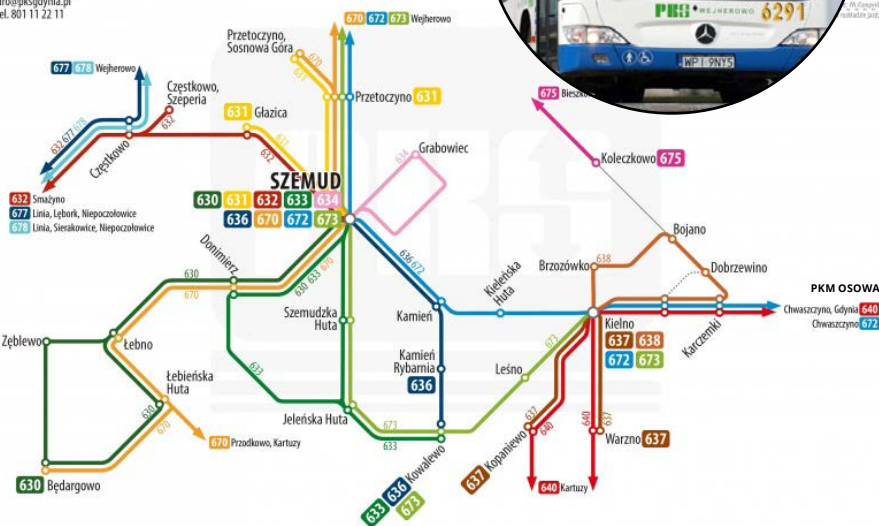 tel. 801 11 22 11
PKS WEJHEROWO 6291
WPI 9NY5
670 672 673 Wejherowo
Przetoczyno,
Sosnowa Góra
670
631
Przetoczyno 631
677 678 Wejherowo
Częstkowo,
Szeperia
632
632 677 678
Częstkowo
631 Głazica
631
632
632 Smażyno
677 Linia, Lębork, Niepoczołowice
678 Linia, Sierakowice, Niepoczołowice
SZEMUD
630 631 632 633 634
636 670 672 673
634
Grabowiec
675
Koleczkowo 675
Bojano
638
Brzozówko
Dobrzewino
PKM OSOWA
Chwaszczyno, Gdynia 640
Chwaszczyno 672
Karczemki
Donimierz
630
670
630 633 670
636 672
Kieleńska
Huta
Kamień
Kielno
637 638
672 673
Szemudzka
Huta
Zęblewo
Łebno
633
Kamień
Rybarnia
636
Leśno
673
Łebieńska
Huta
630
670
670 Przodkowo, Kartuzy
Jeleńska Huta
673
633
637
640
640
637
Warzno 637
637 Kopaniewo
633 636 Kowalewo
673
640 Kartuzy
630 Będargowo